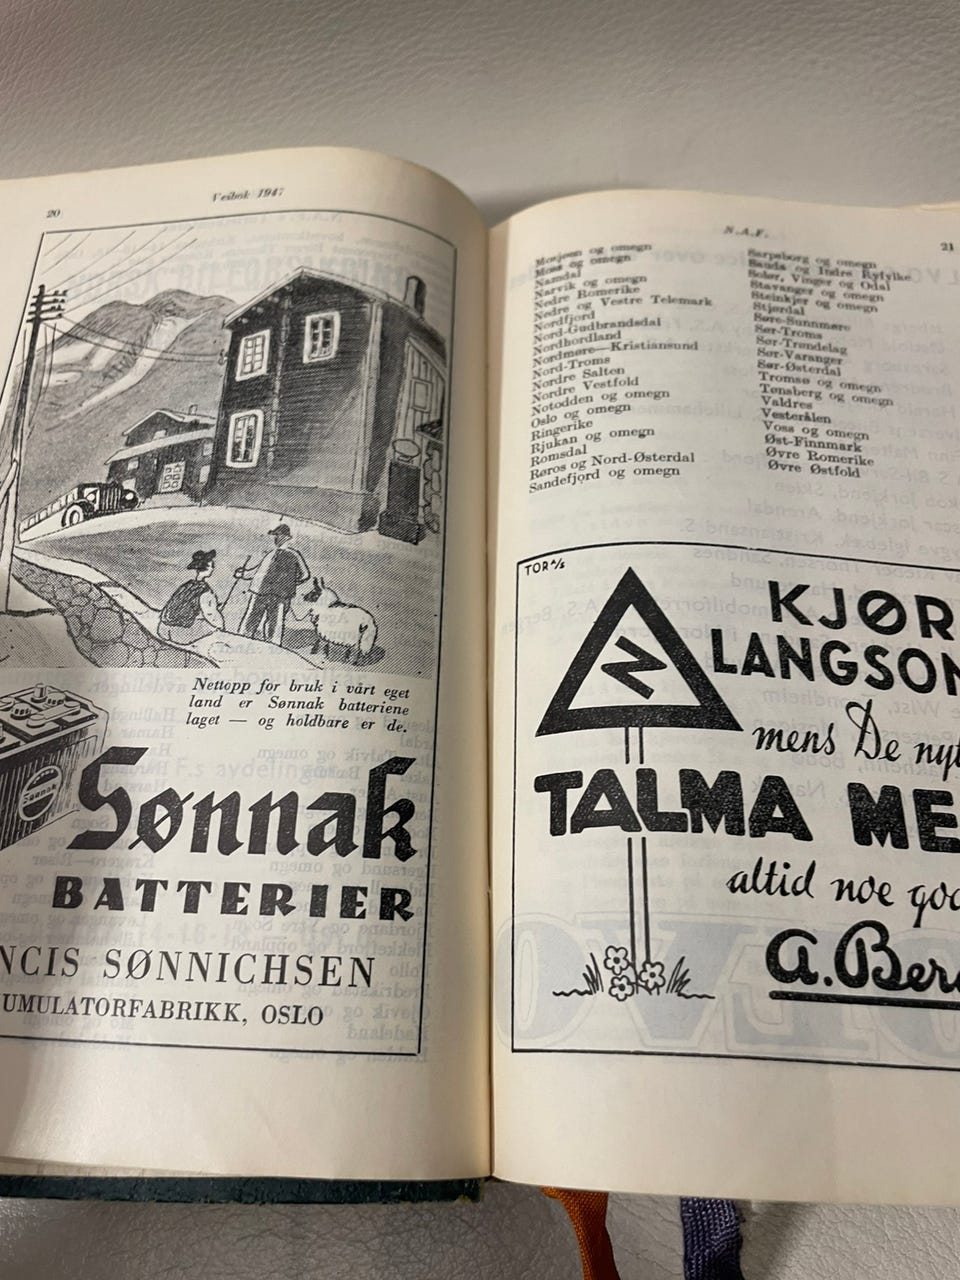 20
Veibok 1947
Nettopp for bruk i vårt eget
land er Sønnak batteriene
laget — og holdbare er de.
Sønnak
Sønnak
BATTERIER
NCIS SØNNICHSEN
UMULATORFABRIKK, OSLO
N.A.F.
21
Mosjøen og omegn
Moss og omegn
Namdal
Narvik og omegn
Nedre Romerike
Nedre og Vestre Telemark
Nordfjord
Nord-Gudbrandsdal
Nordhordland
Nordmøre—Kristiansund
Nord-Troms
Nordre Salten
Nordre Vestfold
Notodden og omegn
Oslo og omegn
Ringerike
Rjukan og omegn
Romsdal
Røros og Nord-Østerdal
Sandefjord og omegn
Sarpsborg og omegn
Sauda og Indre Ryfylke
Solør, Vinger og Odal
Stavanger og omegn
Steinkjer og omegn
Stjørdal
Søre-Sunnmøre
Sør-Troms
Sør-Trøndelag
Sør-Varanger
Sør-Østerdal
Tromsø og omegn
Tønsberg og omegn
Valdres
Vesterålen
Voss og omegn
Øst-Finnmark
Øvre Romerike
Øvre Østfold
TOR A/S
KJØR
LANGSOM
mens De nyt
TALMA ME
altid noe god
A. Ber